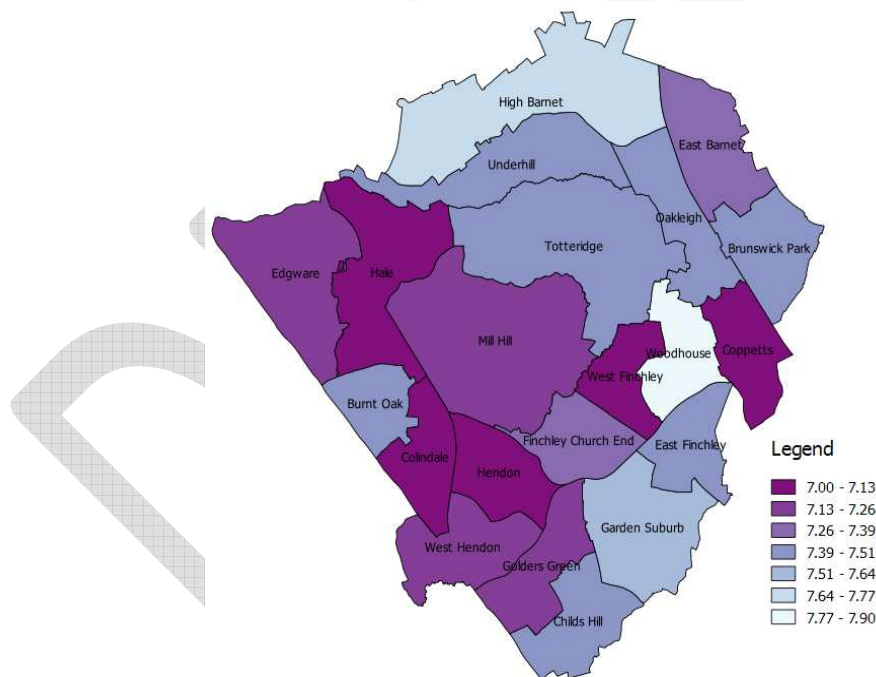 High Barnet
East Barnet
Underhill
Oakleigh
Totteridge
Brunswick Park
Edgware
Hale
Mill Hill
Woodhouse
Coppetts
West Finchley
Burnt Oak
Finchley Church End
East Finchley
Colindale
Hendon
Garden Suburb
West Hendon
Golders Green
Childs Hill
Legend
7.00 - 7.13
7.13 - 7.26
7.26 - 7.39
7.39 - 7.51
7.51 - 7.64
7.64 - 7.77
7.77 - 7.90